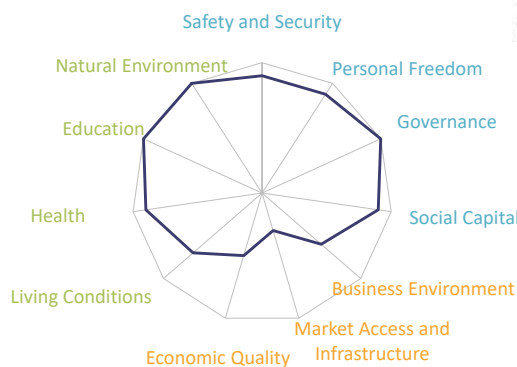 Safety and Security
Natural Environment
Personal Freedom
Education
Governance
Health
Social Capital
Living Conditions
Business Environment
Market Access and
Infrastructure
Economic Quality